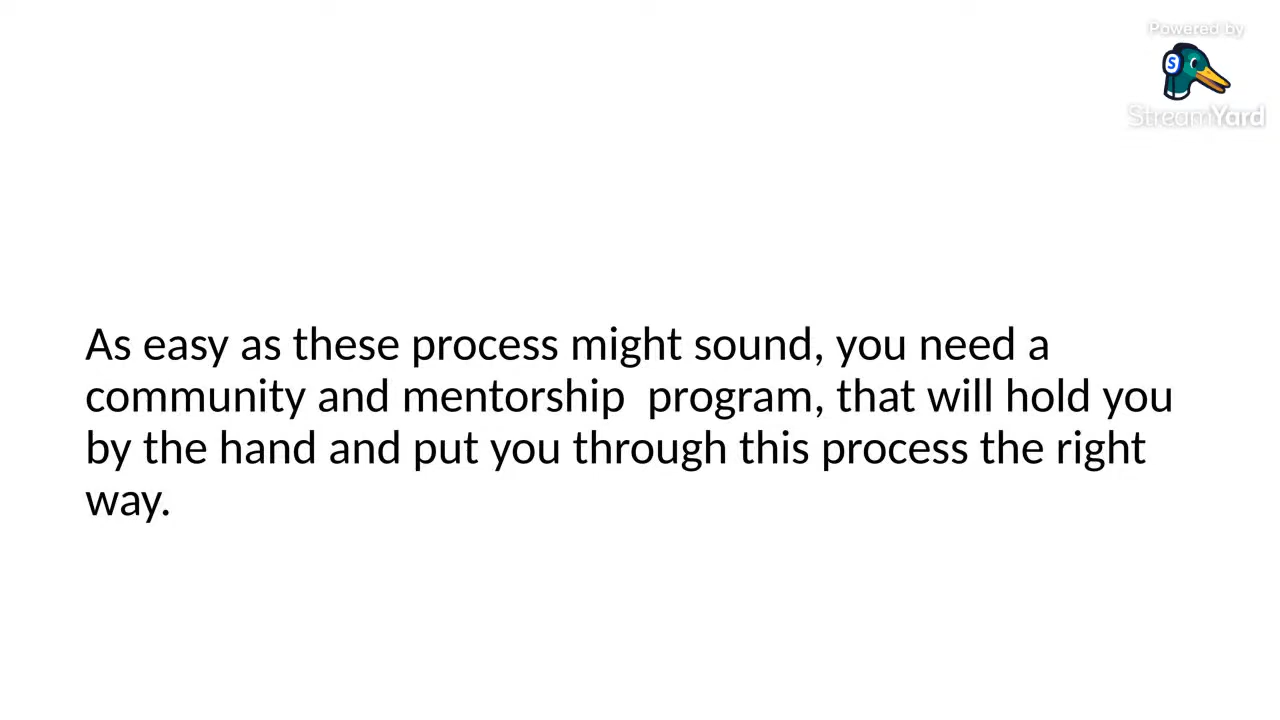 Powered by
S
StreamYard
As easy as these process might sound, you need a
community and mentorship  program, that will hold you
by the hand and put you through this process the right
way.